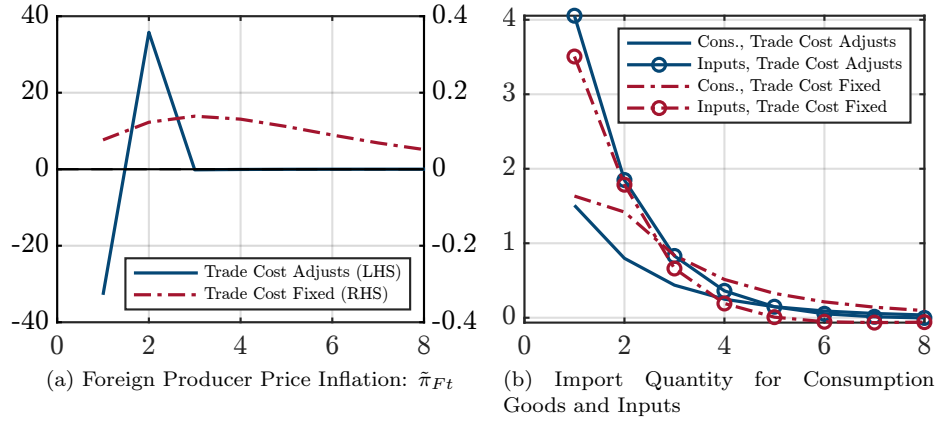 40
20
0
-20
-40
0.4
0.2
0
-0.2
-0.4
0 2 4 6 8
Trade Cost Adjusts (LHS)
Trade Cost Fixed (RHS)
(a) Foreign Producer Price Inflation: π̃_Ft
4
3
2
1
0
0 2 4 6 8
Cons., Trade Cost Adjusts
Inputs, Trade Cost Adjusts
Cons., Trade Cost Fixed
Inputs, Trade Cost Fixed
(b) Import Quantity for Consumption
Goods and Inputs